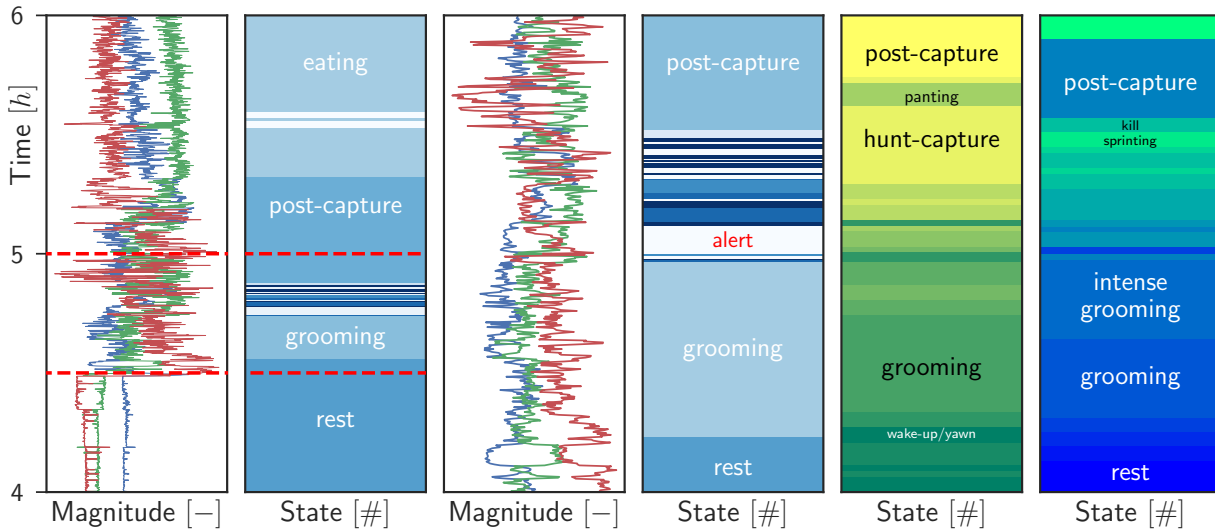 6
5
4
Time [h]
Magnitude [−]
eating
post-capture
grooming
rest
State [#]
Magnitude [−]
post-capture
alert
grooming
rest
State [#]
post-capture
panting
hunt-capture
grooming
wake-up/yawn
State [#]
post-capture
kill
sprinting
intense
grooming
grooming
rest
State [#]